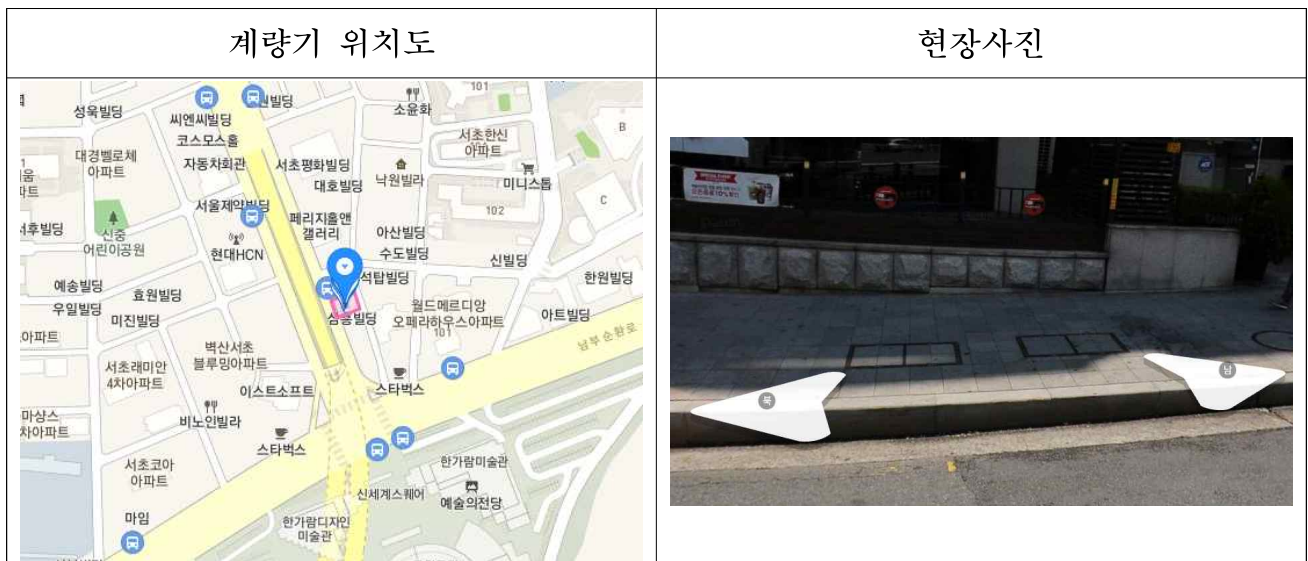 계량기 위치도
현장사진
101
원빌딩
성욱빌딩
소윤화
씨엔씨빌딩
B
코스모스홀
서초한신
아파트
대경벨로체
아파트
자동차회관
서초평화빌딩
낙원빌라
미니스톱
대호빌딩
C
서울제약빌딩
102
페리지홀앤
갤러리
아산빌딩
신중
어린이공원
현대HCN
수도빌딩
신빌딩
석탑빌딩
한원빌딩
예송빌딩
효원빌딩
우일빌딩
미진빌딩
삼흥빌딩
월드메르디앙
오페라하우스아파트
101
아트빌딩
남부순환로
벽산서초
블루밍아파트
서초래미안
4차아파트
이스트소프트
스타벅스
비노인빌라
스타벅스
서초코아
아파트
한가람미술관
신세계스퀘어
예술의전당
마임
한가람디자인
미술관
북
남